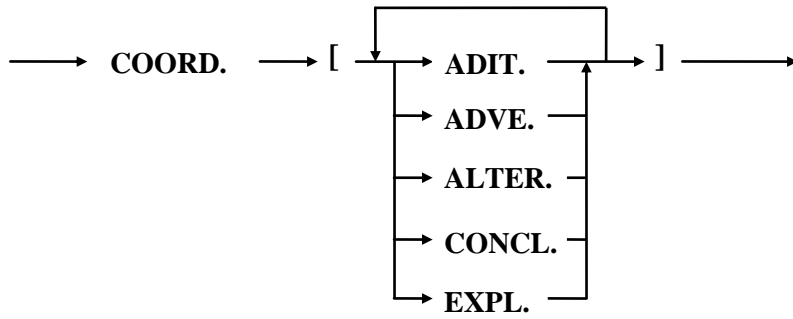 COORD. [ ADIT. ]
ADVE.
ALTER.
CONCL.
EXPL.